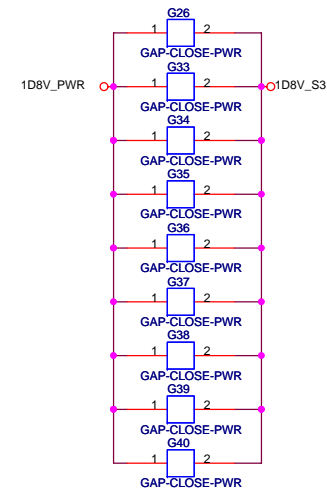 G26
1 2
GAP-CLOSE-PWR
G33
1D8V_PWR 1 2 1D8V_S3
GAP-CLOSE-PWR
G34
1 2
GAP-CLOSE-PWR
G35
1 2
GAP-CLOSE-PWR
G36
1 2
GAP-CLOSE-PWR
G37
1 2
GAP-CLOSE-PWR
G38
1 2
GAP-CLOSE-PWR
G39
1 2
GAP-CLOSE-PWR
G40
1 2
GAP-CLOSE-PWR